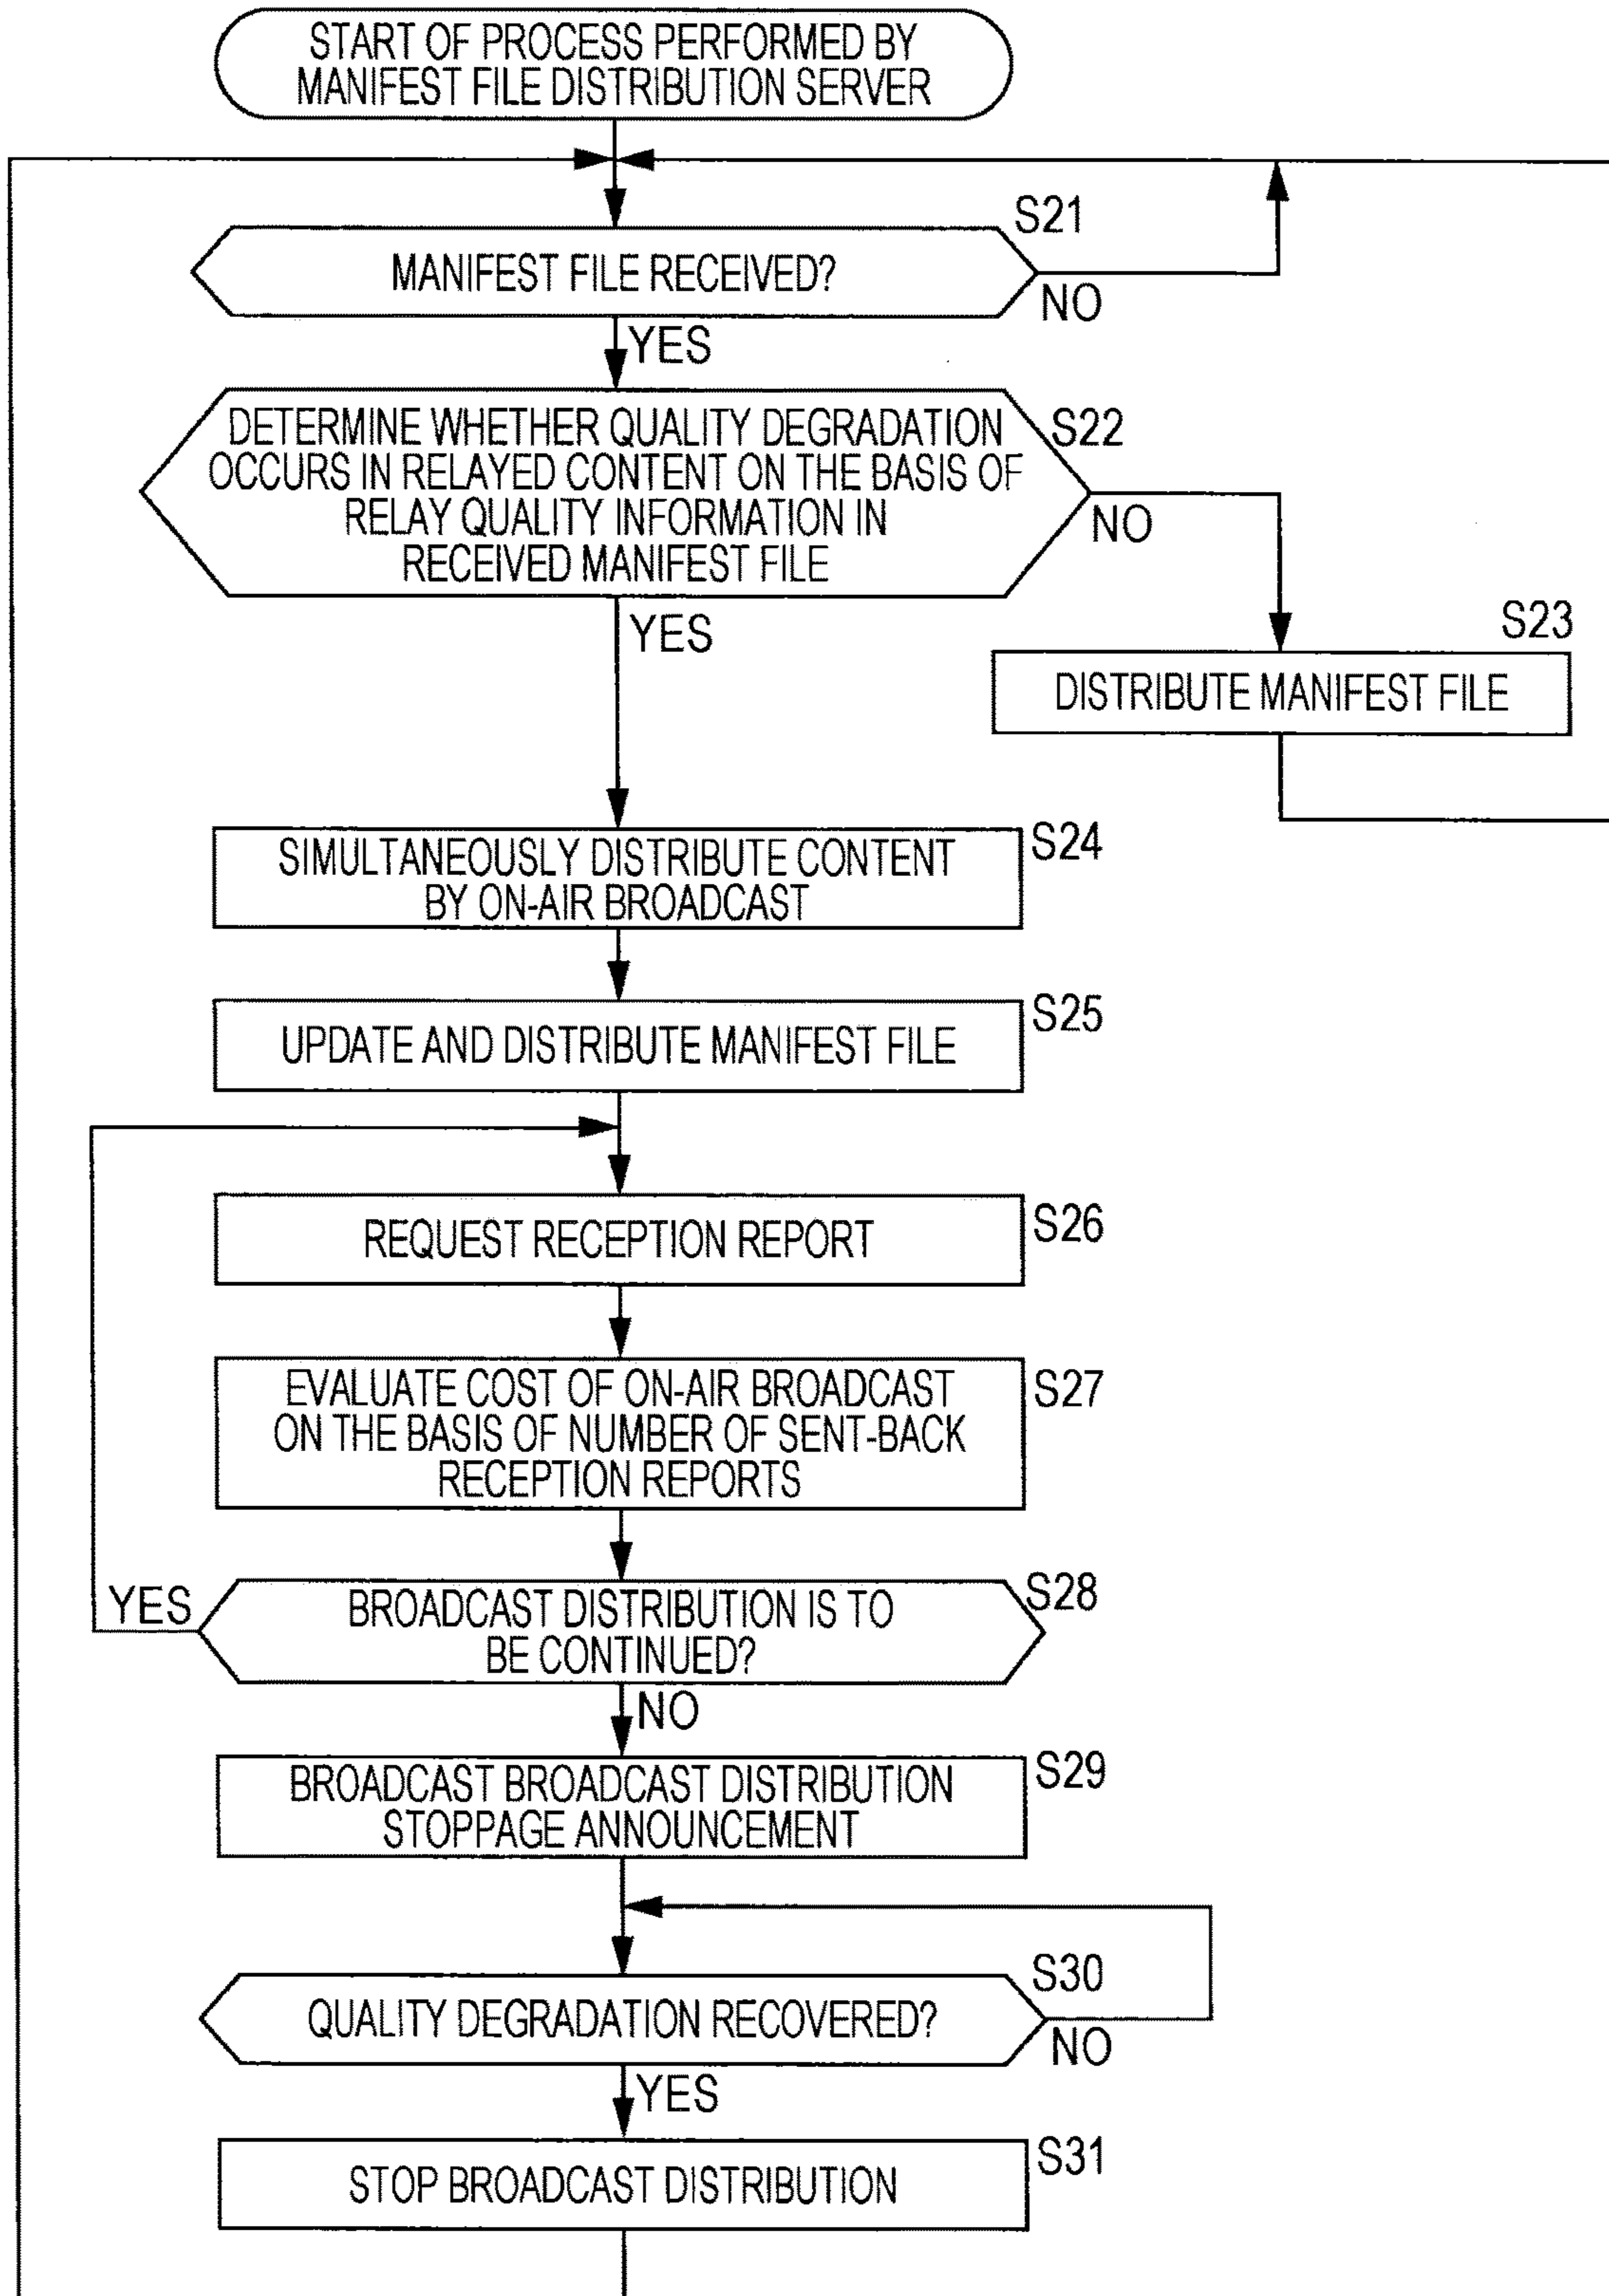 START OF PROCESS PERFORMED BY
MANIFEST FILE DISTRIBUTION SERVER
S21
MANIFEST FILE RECEIVED?
NO
YES
DETERMINE WHETHER QUALITY DEGRADATION
OCCURS IN RELAYED CONTENT ON THE BASIS OF
RELAY QUALITY INFORMATION IN
RECEIVED MANIFEST FILE
S22
NO
YES
S23
DISTRIBUTE MANIFEST FILE
SIMULTANEOUSLY DISTRIBUTE CONTENT
BY ON-AIR BROADCAST
S24
UPDATE AND DISTRIBUTE MANIFEST FILE
S25
REQUEST RECEPTION REPORT
S26
EVALUATE COST OF ON-AIR BROADCAST
ON THE BASIS OF NUMBER OF SENT-BACK
RECEPTION REPORTS
S27
YES
BROADCAST DISTRIBUTION IS TO
BE CONTINUED?
S28
NO
BROADCAST BROADCAST DISTRIBUTION
STOPPAGE ANNOUNCEMENT
S29
S30
QUALITY DEGRADATION RECOVERED?
NO
YES
STOP BROADCAST DISTRIBUTION
S31